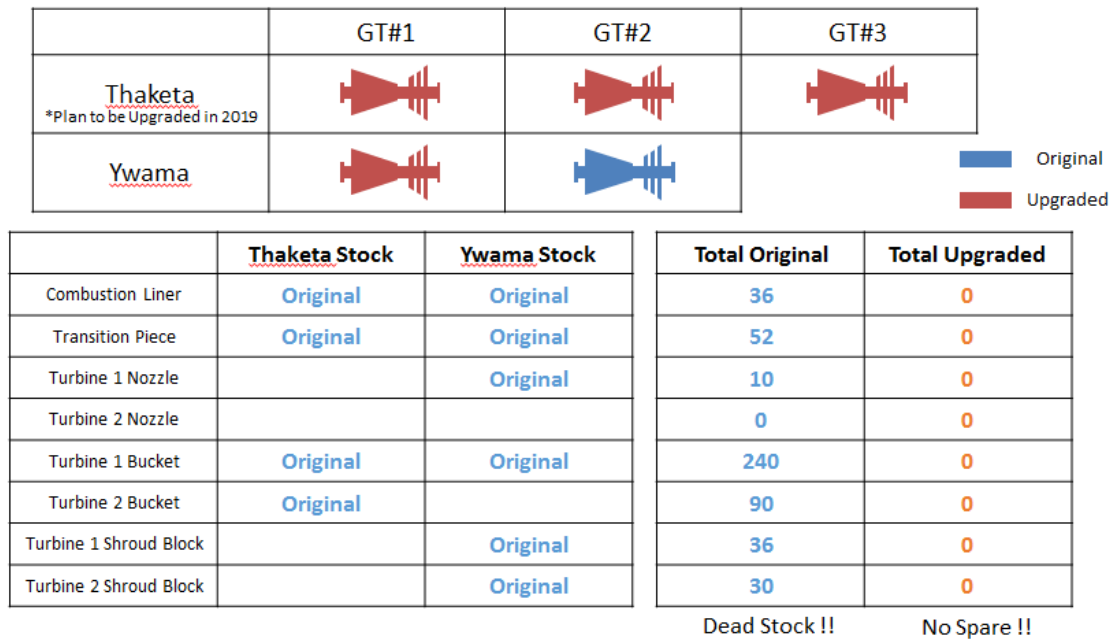 GT#1 GT#2 GT#3
Thaketa
*Plan to be Upgraded in 2019
Ywama
Original
Upgraded
Thaketa Stock Ywama Stock Total Original Total Upgraded
Combustion Liner Original Original 36 0
Transition Piece Original Original 52 0
Turbine 1 Nozzle Original 10 0
Turbine 2 Nozzle 0 0
Turbine 1 Bucket Original Original 240 0
Turbine 2 Bucket Original 90 0
Turbine 1 Shroud Block Original 36 0
Turbine 2 Shroud Block Original 30 0
Dead Stock !! No Spare !!